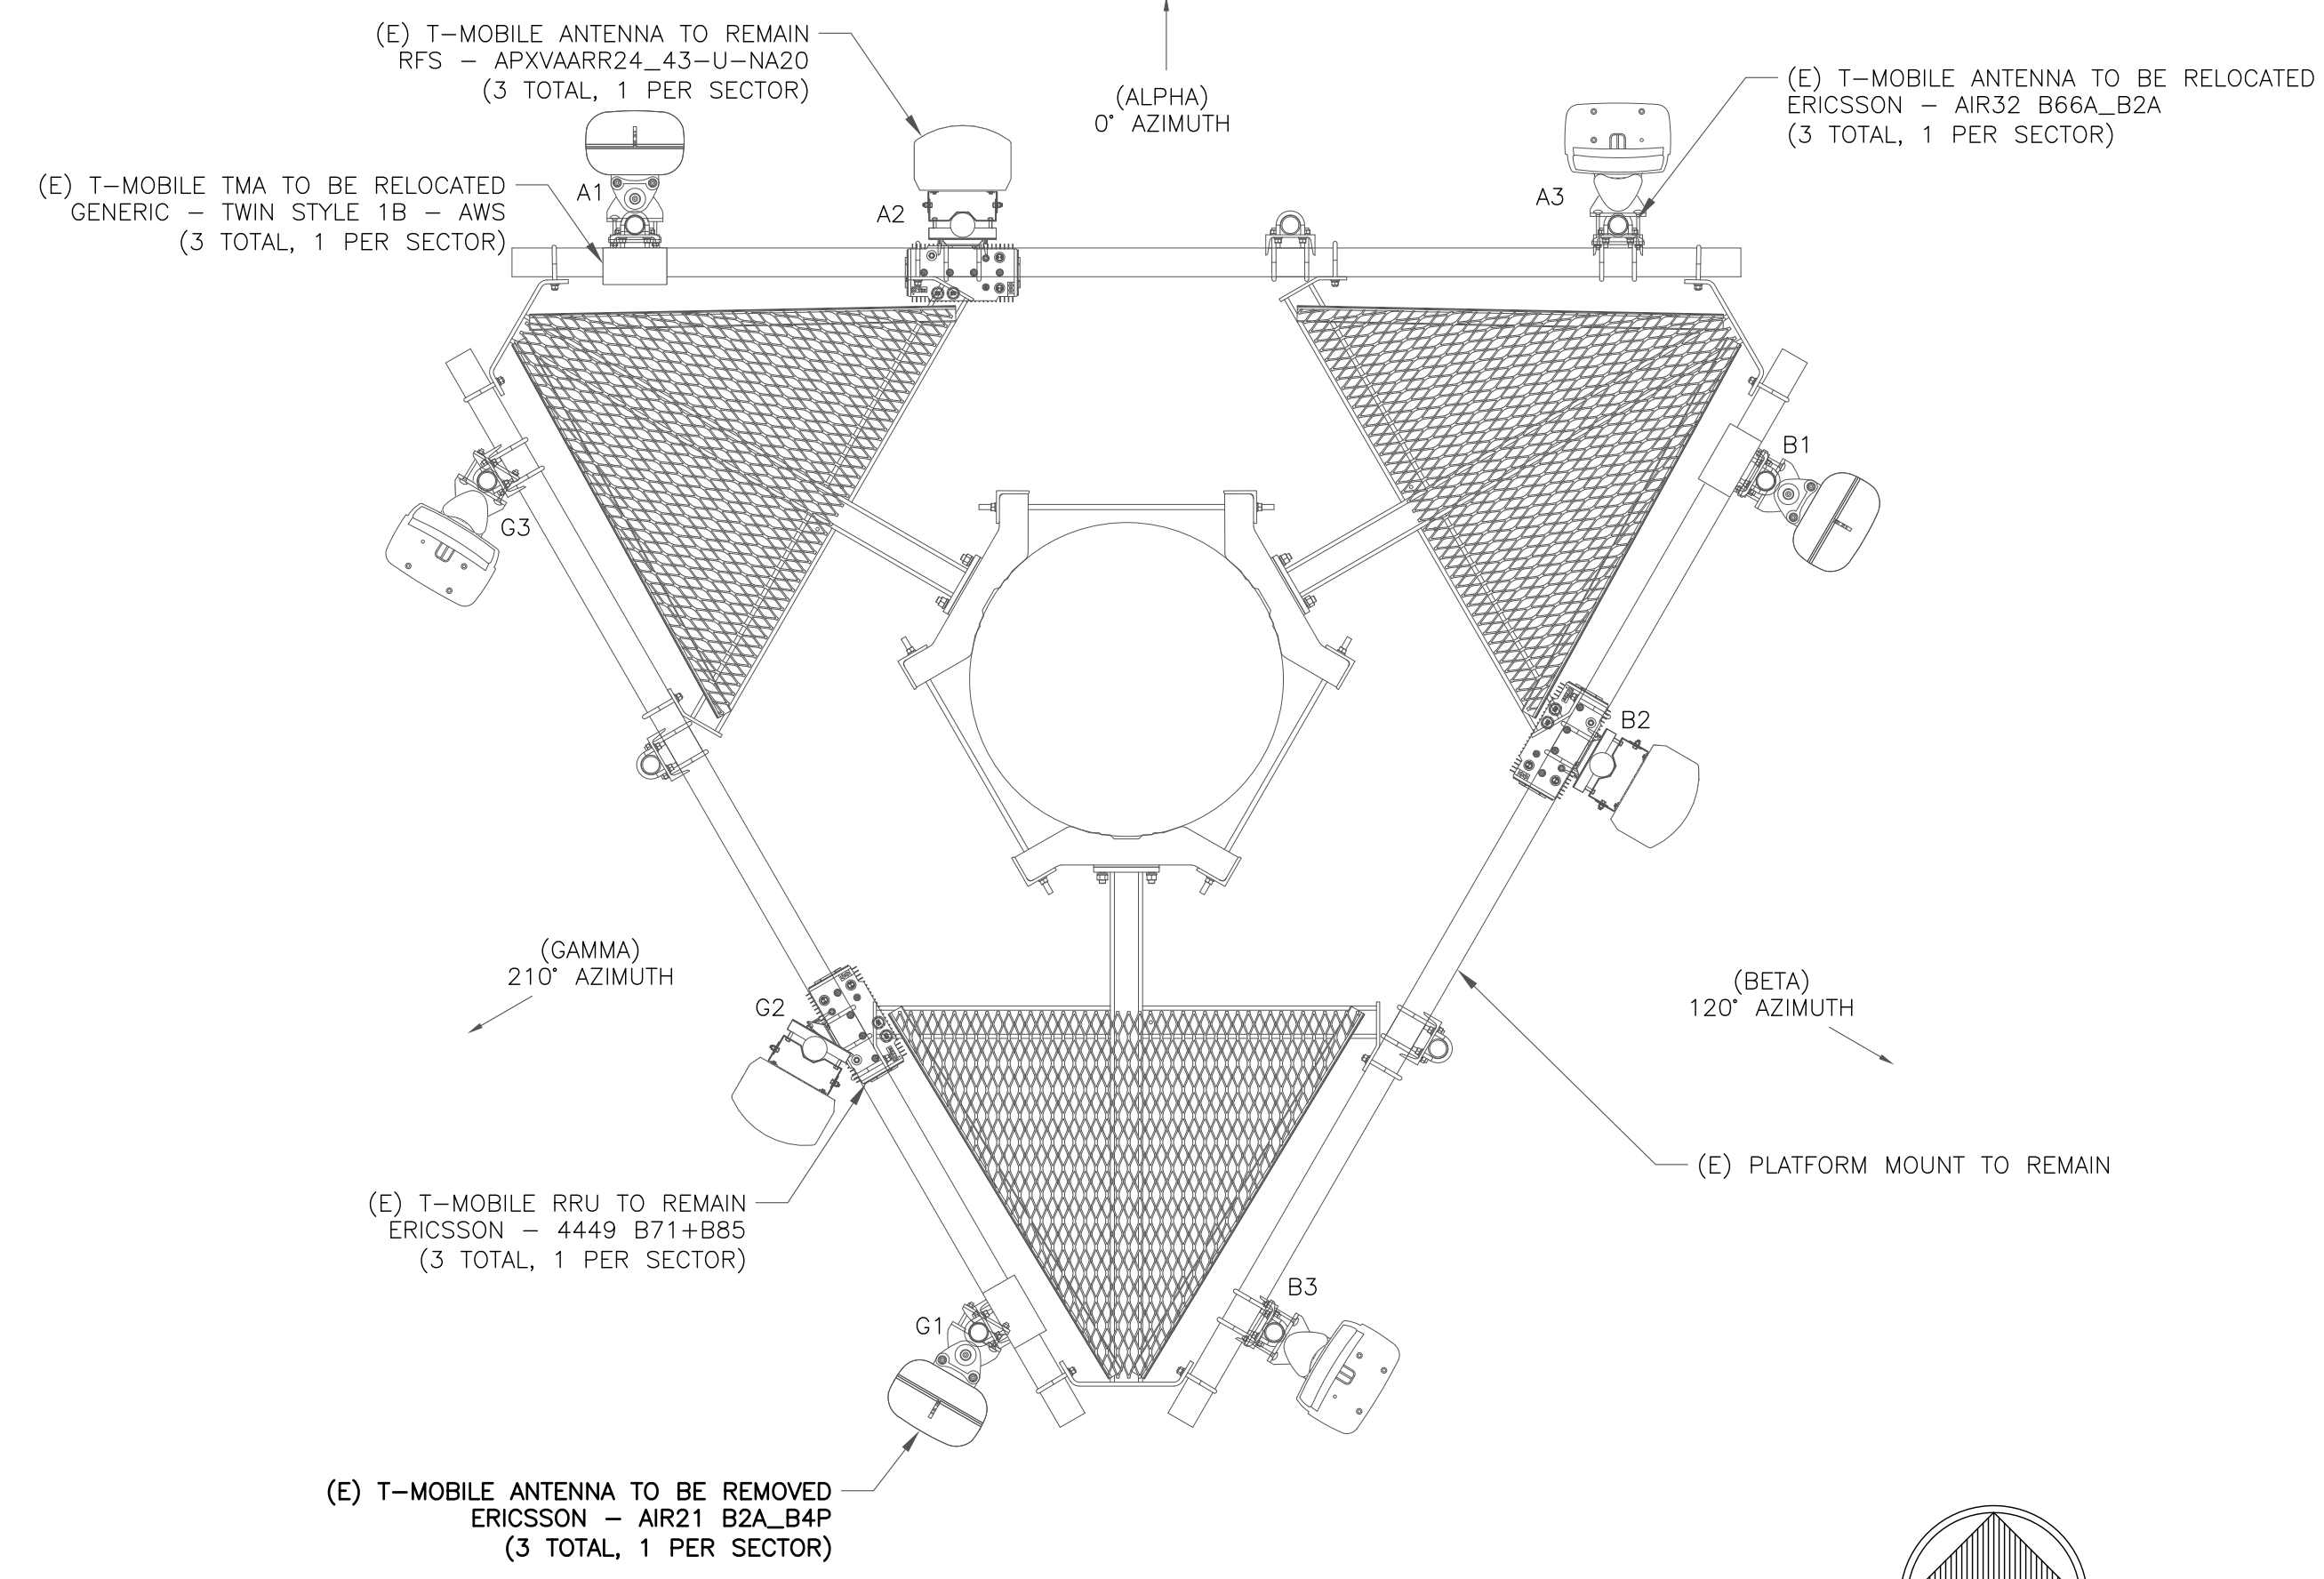 (E) T-MOBILE ANTENNA TO REMAIN
RFS - APXVAARR24_43-U-NA20
(3 TOTAL, 1 PER SECTOR)
(ALPHA)
0° AZIMUTH
(E) T-MOBILE ANTENNA TO BE RELOCATED
ERICSSON - AIR32 B66A_B2A
(3 TOTAL, 1 PER SECTOR)
(E) T-MOBILE TMA TO BE RELOCATED
GENERIC - TWIN STYLE 1B - AWS
(3 TOTAL, 1 PER SECTOR)
A1
A2
A3
B1
G3
B2
(GAMMA)
210° AZIMUTH
G2
(BETA)
120° AZIMUTH
(E) PLATFORM MOUNT TO REMAIN
(E) T-MOBILE RRU TO REMAIN
ERICSSON - 4449 B71+B85
(3 TOTAL, 1 PER SECTOR)
B3
G1
(E) T-MOBILE ANTENNA TO BE REMOVED
ERICSSON - AIR21 B2A_B4P
(3 TOTAL, 1 PER SECTOR)